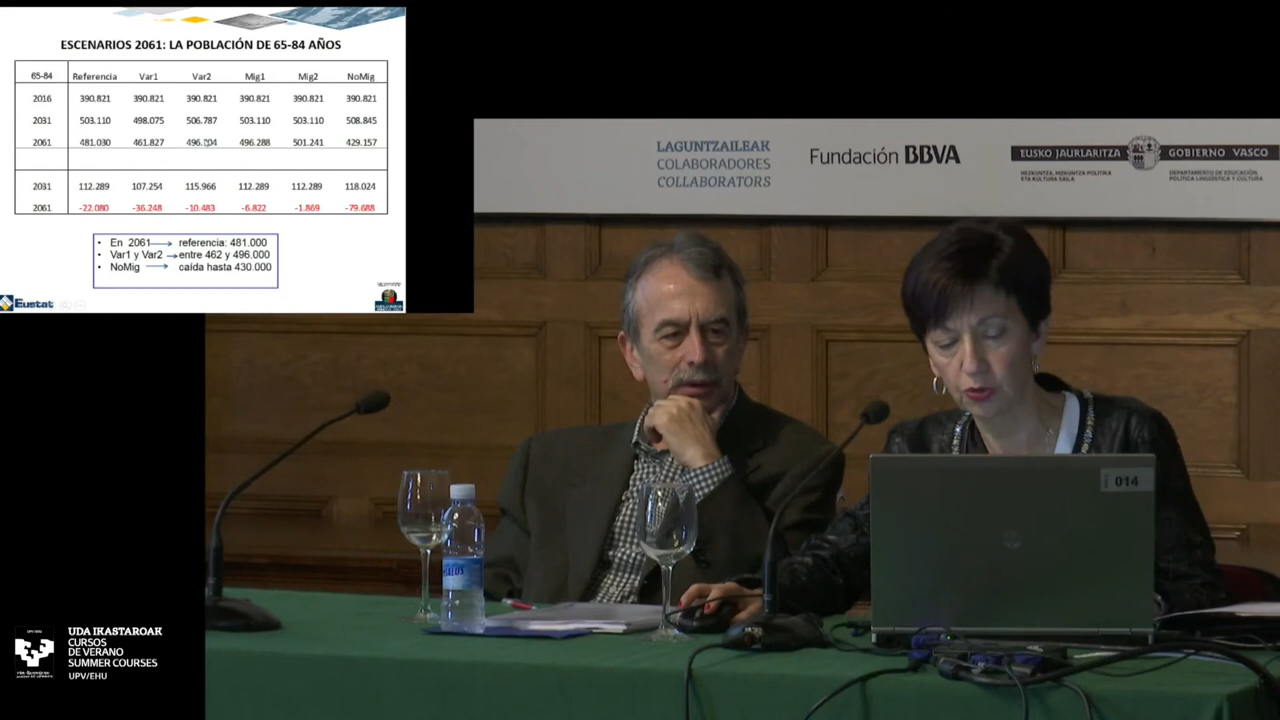 ESCENARIOS 2061: LA POBLACIÓN DE 65-84 AÑOS
65-84 Referencia Var1 Var2 Mig1 Mig2 NoMig
2016 390.821 390.821 390.821 390.821 390.821 390.821
2031 503.110 498.075 506.787 503.110 503.110 508.845
2061 481.030 461.827 496.304 496.288 501.241 429.157
2031 112.289 107.254 115.966 112.289 112.289 118.024
2061 -22.080 -36.248 -10.483 -6.822 -1.869 -79.688
• En 2061 → referencia: 481.000
• Var1 y Var2 → entre 462 y 496.000
• NoMig → caída hasta 430.000
Eustat
LAGUNTZAILEAK
COLABORADORES
COLLABORATORS
Fundación BBVA
EUSKO JAURLARITZA GOBIERNO VASCO
HEZKUNTZA, HIZKUNTZA POLITIKA
ETA KULTURA SAILA
DEPARTAMENTO DE EDUCACIÓN,
POLÍTICA LINGÜÍSTICA Y CULTURA
014
UDA IKASTAROAK
CURSOS
DE VERANO
SUMMER COURSES
UPV/EHU